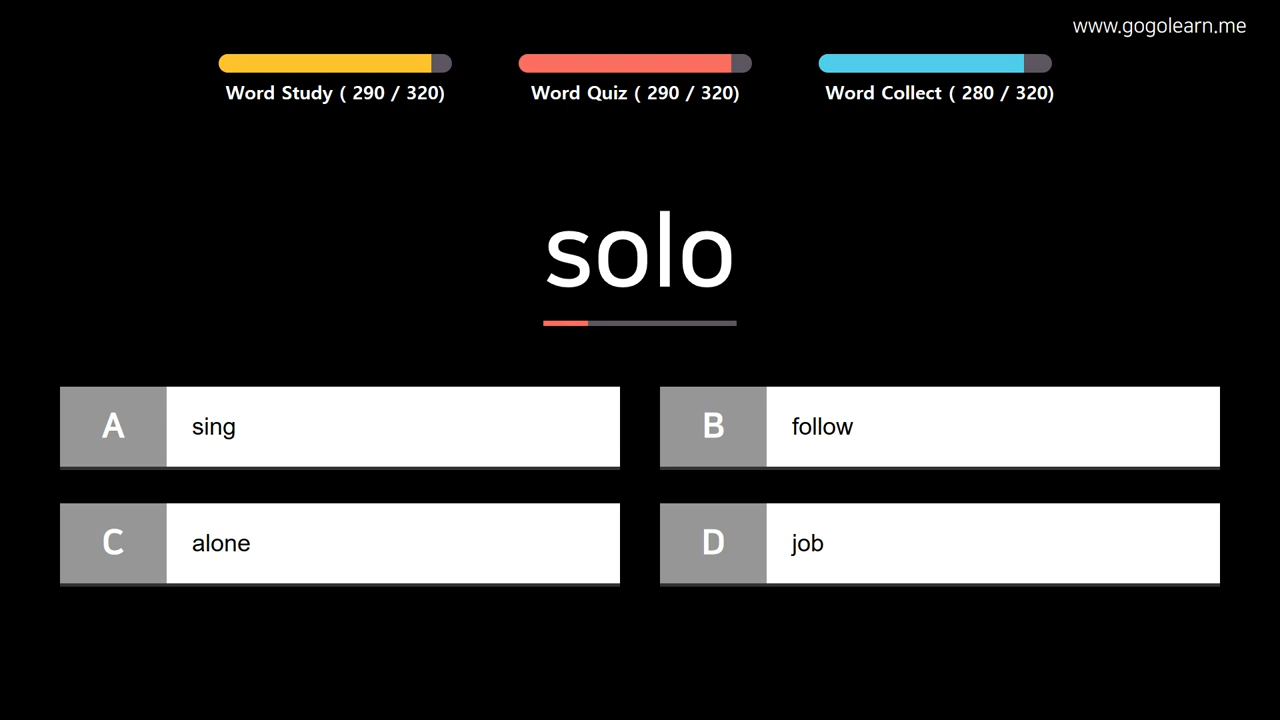 www.gogolearn.me
Word Study ( 290 / 320)
Word Quiz ( 290 / 320)
Word Collect ( 280 / 320)
solo
A sing
B follow
C alone
D job